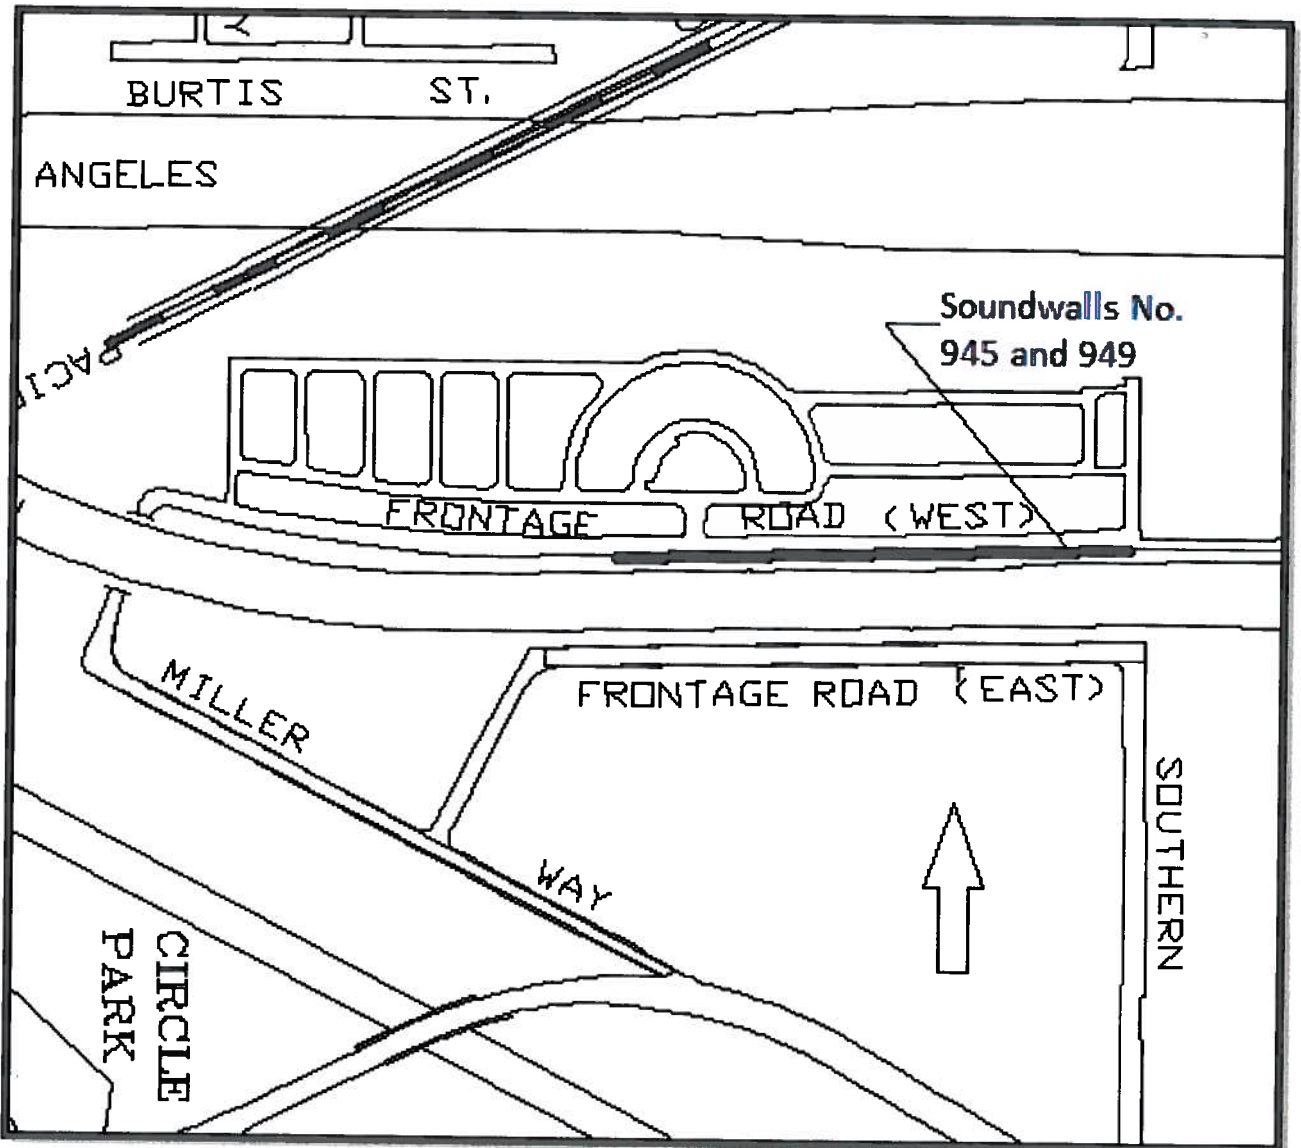 BURTIS ST.
ANGELES
Soundwalls No.
945 and 949
FRONTAGE ROAD (WEST)
FRONTAGE ROAD (EAST)
MILLER WAY
SOUTHERN
CIRCLE
PARK